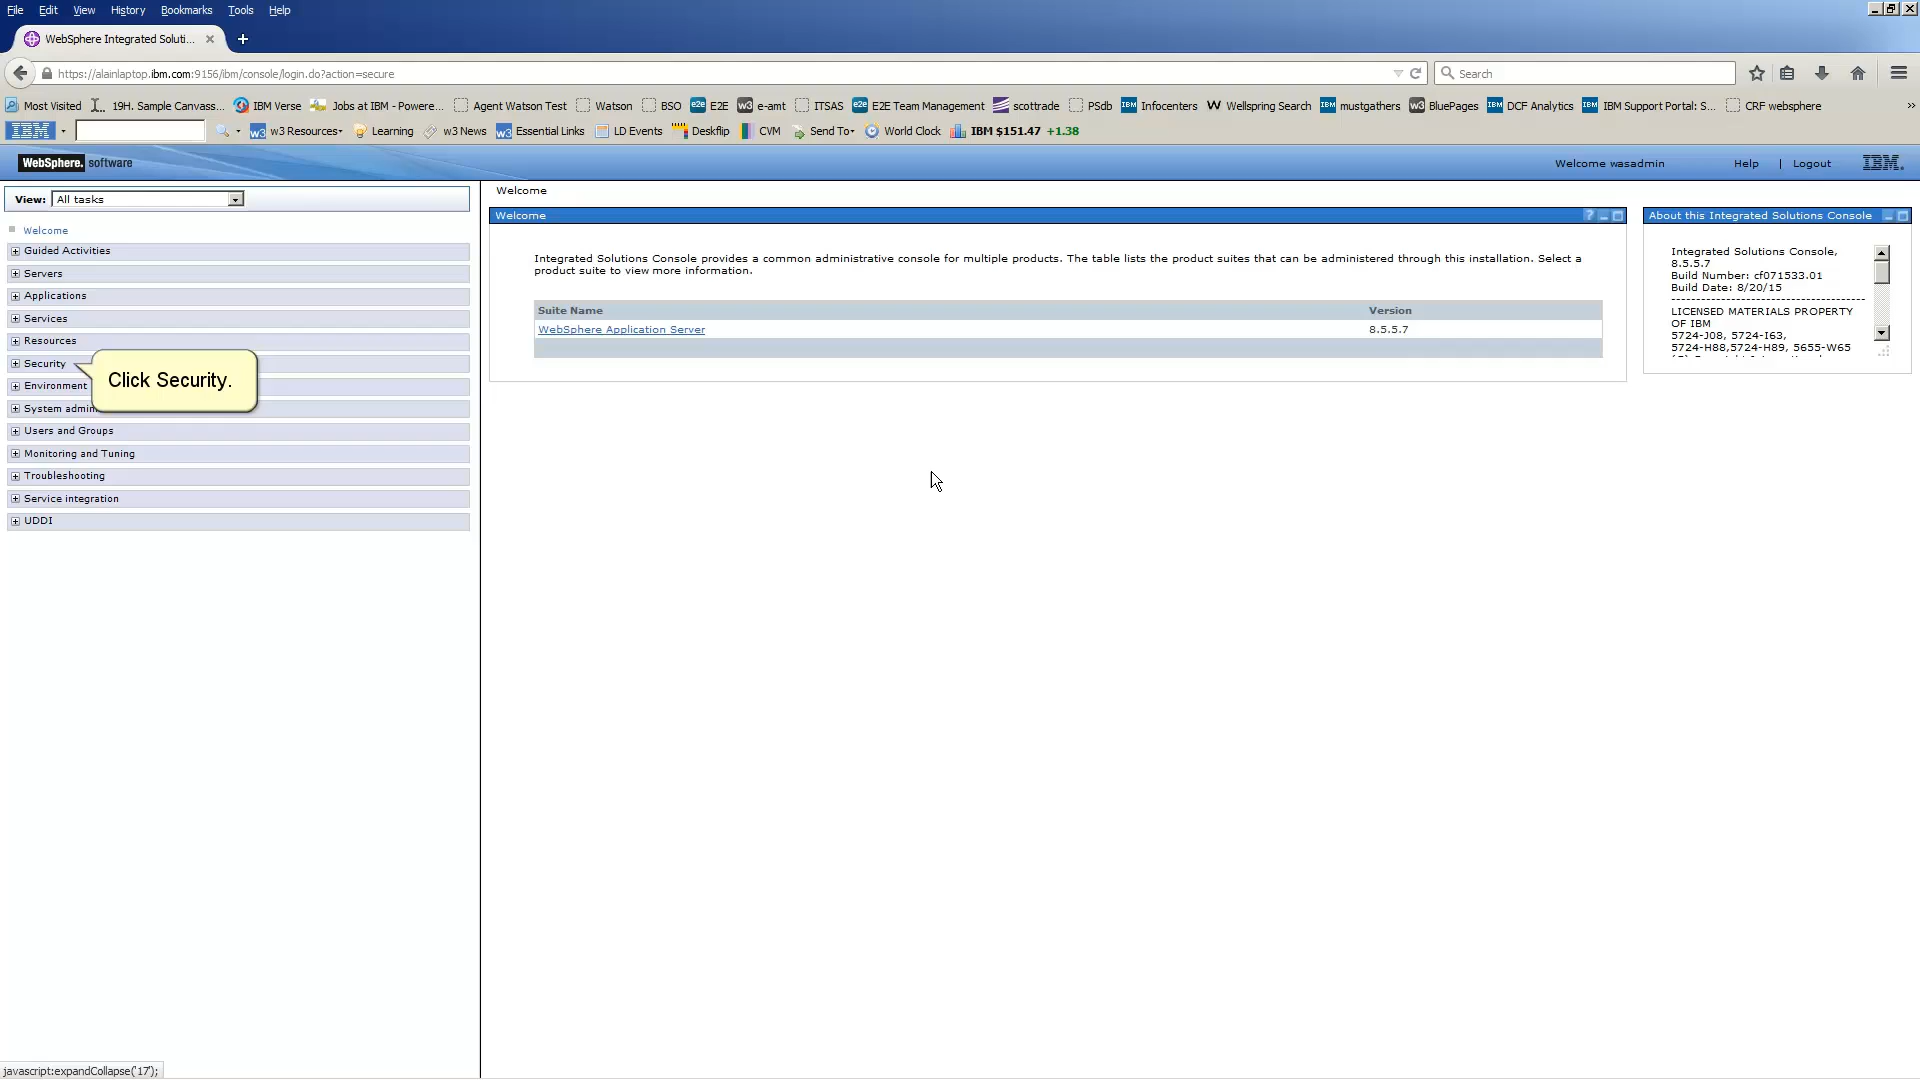 File Edit View History Bookmarks Tools Help
WebSphere Integrated Soluti...
https://alainlaptop.ibm.com:9156/ibm/console/login.do?action=secure
Search
Most Visited 19H. Sample Canvass... IBM Verse Jobs at IBM - Powere... Agent Watson Test Watson BSO E2E e-amt ITSAS E2E Team Management scottrade PSdb Infocenters Wellspring Search mustgathers BluePages DCF Analytics IBM Support Portal: S... CRF websphere
IBM w3 Resources Learning w3 News Essential Links LD Events Deskflip CVM Send To World Clock IBM $151.47 +1.38
WebSphere. software
Welcome wasadmin Help | Logout IBM.
View: All tasks
Welcome
Guided Activities
Servers
Applications
Services
Resources
Security
Click Security.
Environment
System admin
Users and Groups
Monitoring and Tuning
Troubleshooting
Service integration
UDDI
Welcome
Welcome
Integrated Solutions Console provides a common administrative console for multiple products. The table lists the product suites that can be administered through this installation. Select a
product suite to view more information.
Suite Name Version
WebSphere Application Server 8.5.5.7
About this Integrated Solutions Console
Integrated Solutions Console,
8.5.5.7
Build Number: cf071533.01
Build Date: 8/20/15
----------------------------------------
LICENSED MATERIALS PROPERTY
OF IBM
5724-J08, 5724-I63,
5724-H88,5724-H89, 5655-W65
javascript:expandCollapse('17');